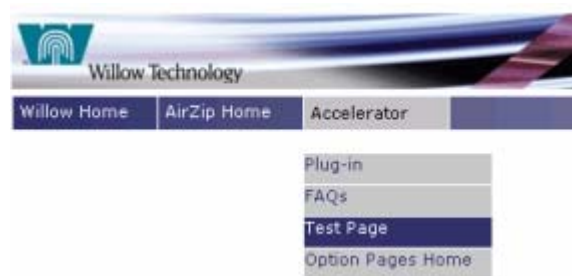 Willow Technology
Willow Home AirZip Home Accelerator
Plug-in
FAQs
Test Page
Option Pages Home